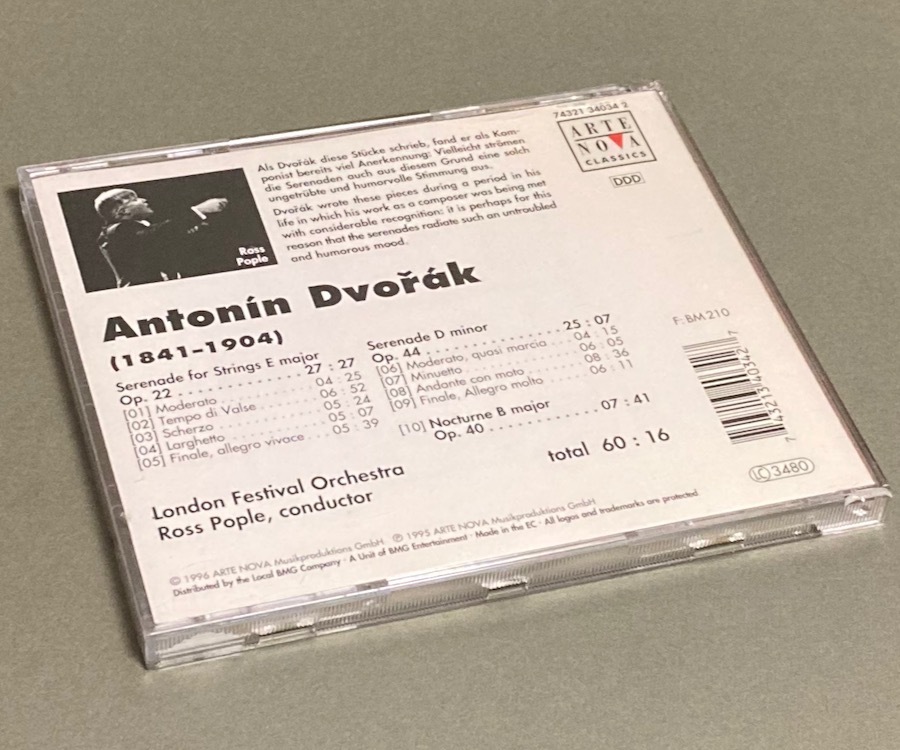 74321 34034 2
ARTE
NOVA
CLASSICS
DDD
Als Dvořák diese Stücke schrieb, fand er als Kom-
ponist bereits viel Anerkennung: Vielleicht strömen
die Serenaden auch aus diesem Grund eine solch
ungetrübte und humorvolle Stimmung aus.
Dvořák wrote these pieces during a period in his
life in which his work as a composer was being met
with considerable recognition: it is perhaps for this
reason that the serenades radiate such an untroubled
and humorous mood.
Ross
Pople
Antonín Dvořák
(1841–1904)
Serenade for Strings E major
Op. 22 . . . . . . . . . . . . . 27 : 27
[01] Moderato . . . . . . . . . 04 : 25
[02] Tempo di Valse . . . . . . 06 : 52
[03] Scherzo . . . . . . . . . . 05 : 24
[04] Larghetto . . . . . . . . . 05 : 07
[05] Finale, allegro vivace . . . 05 : 39
Serenade D minor
Op. 44 . . . . . . . . . . . . . 25 : 07
[06] Moderato, quasi marcia . . 04 : 15
[07] Minuetto . . . . . . . . . . 06 : 05
[08] Andante con moto . . . . . 08 : 36
[09] Finale, Allegro molto . . . . 06 : 11
[10] Nocturne B major
Op. 40 . . . . . . . . . . . 07 : 41
total 60 : 16
F: BM 210
7 4321340342 7
LC 3480
London Festival Orchestra
Ross Pople, conductor
© 1996 ARTE NOVA Musikproduktions GmbH ℗ 1995 ARTE NOVA Musikproduktions GmbH
Distributed by the Local BMG Company · A Unit of BMG Entertainment · Made in the EC · All logos and trademarks are protected